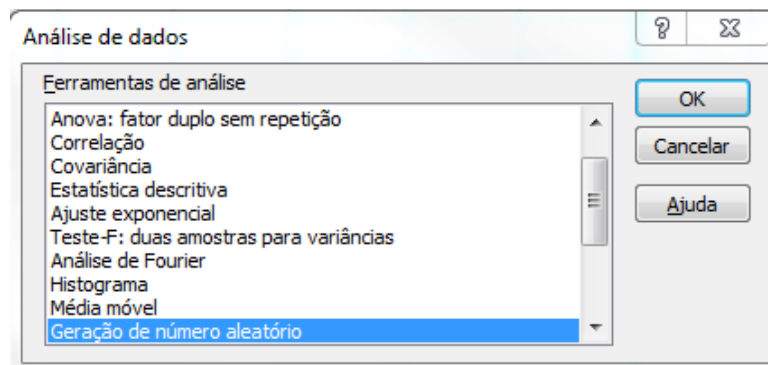 Análise de dados
Ferramentas de análise
Anova: fator duplo sem repetição
Correlação
Covariância
Estatística descritiva
Ajuste exponencial
Teste-F: duas amostras para variâncias
Análise de Fourier
Histograma
Média móvel
Geração de número aleatório
OK
Cancelar
Ajuda